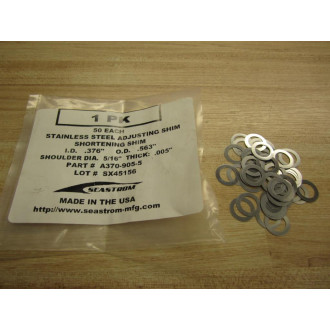 1 PK
50 EACH
STAINLESS STEEL ADJUSTING SHIM
SHORTENING SHIM
I.D. .376" O.D. .563"
SHOULDER DIA. 5/16" THICK: .005"
PART # A370-905-5
LOT # SX45156
SEASTROM
MADE IN THE USA
http://www.seastrom-mfg.com